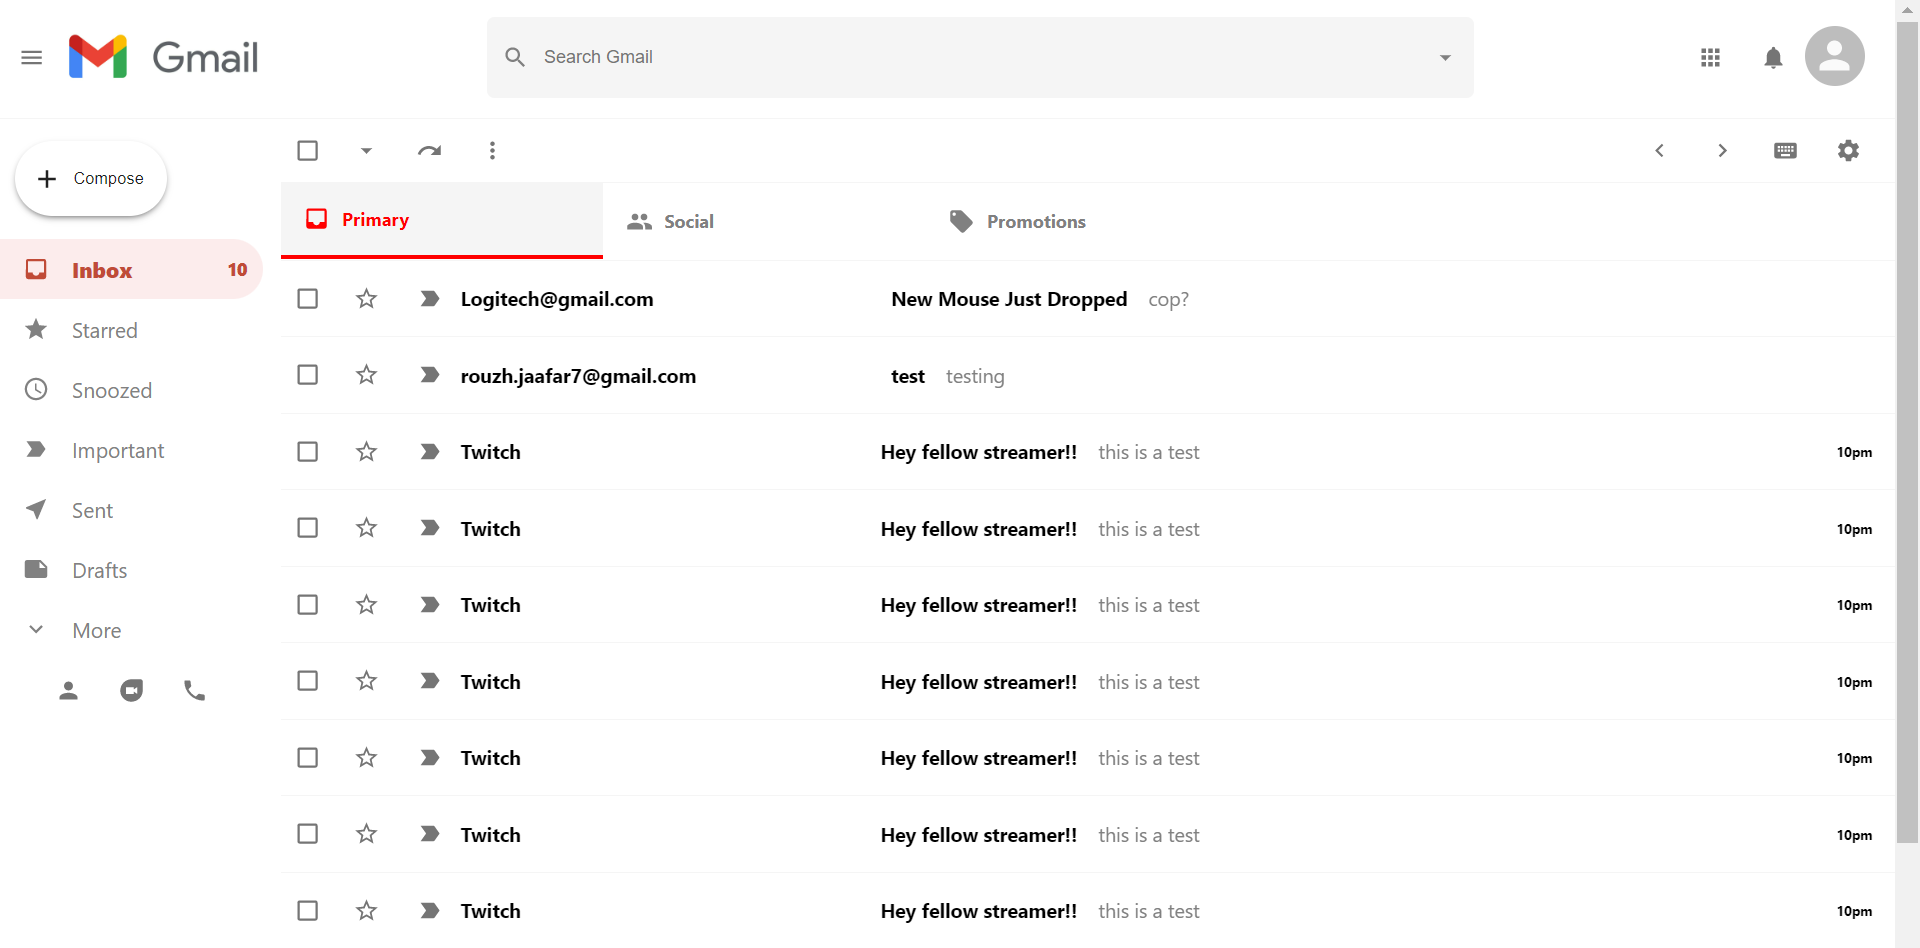 Gmail
Search Gmail
Compose
Inbox 10
Starred
Snoozed
Important
Sent
Drafts
More
Primary Social Promotions
Logitech@gmail.com New Mouse Just Dropped cop?
rouzh.jaafar7@gmail.com test testing
Twitch Hey fellow streamer!! this is a test 10pm
Twitch Hey fellow streamer!! this is a test 10pm
Twitch Hey fellow streamer!! this is a test 10pm
Twitch Hey fellow streamer!! this is a test 10pm
Twitch Hey fellow streamer!! this is a test 10pm
Twitch Hey fellow streamer!! this is a test 10pm
Twitch Hey fellow streamer!! this is a test 10pm